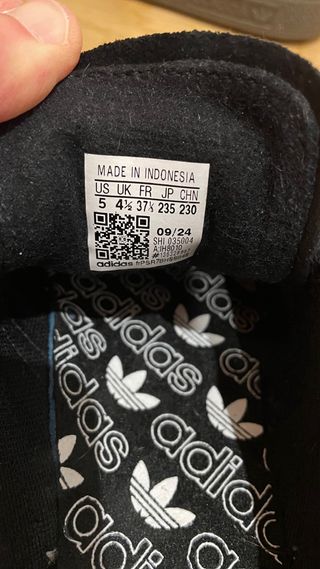 MADE IN INDONESIA
US UK FR JP CHN
5 4½ 37⅓ 235 230
09/24
SHI 035004
adidas
adidas
adidas
adidas
adidas
adidas